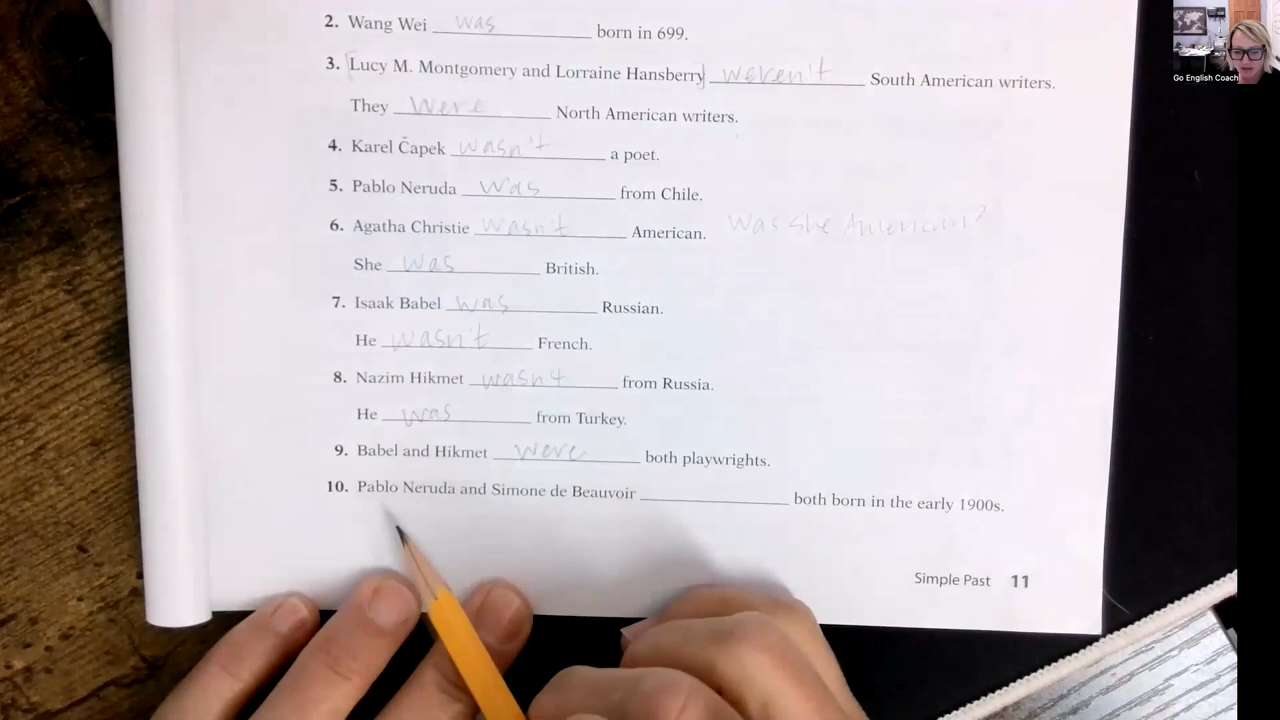 Go English Coach
2. Wang Wei was born in 699.
3. Lucy M. Montgomery and Lorraine Hansberry weren't South American writers.
They were North American writers.
4. Karel Čapek wasn't a poet.
5. Pablo Neruda was from Chile.
6. Agatha Christie wasn't American. Was she American?
She was British.
7. Isaak Babel was Russian.
He wasn't French.
8. Nazim Hikmet wasn't from Russia.
He was from Turkey.
9. Babel and Hikmet were both playwrights.
10. Pablo Neruda and Simone de Beauvoir ____________ both born in the early 1900s.
Simple Past 11